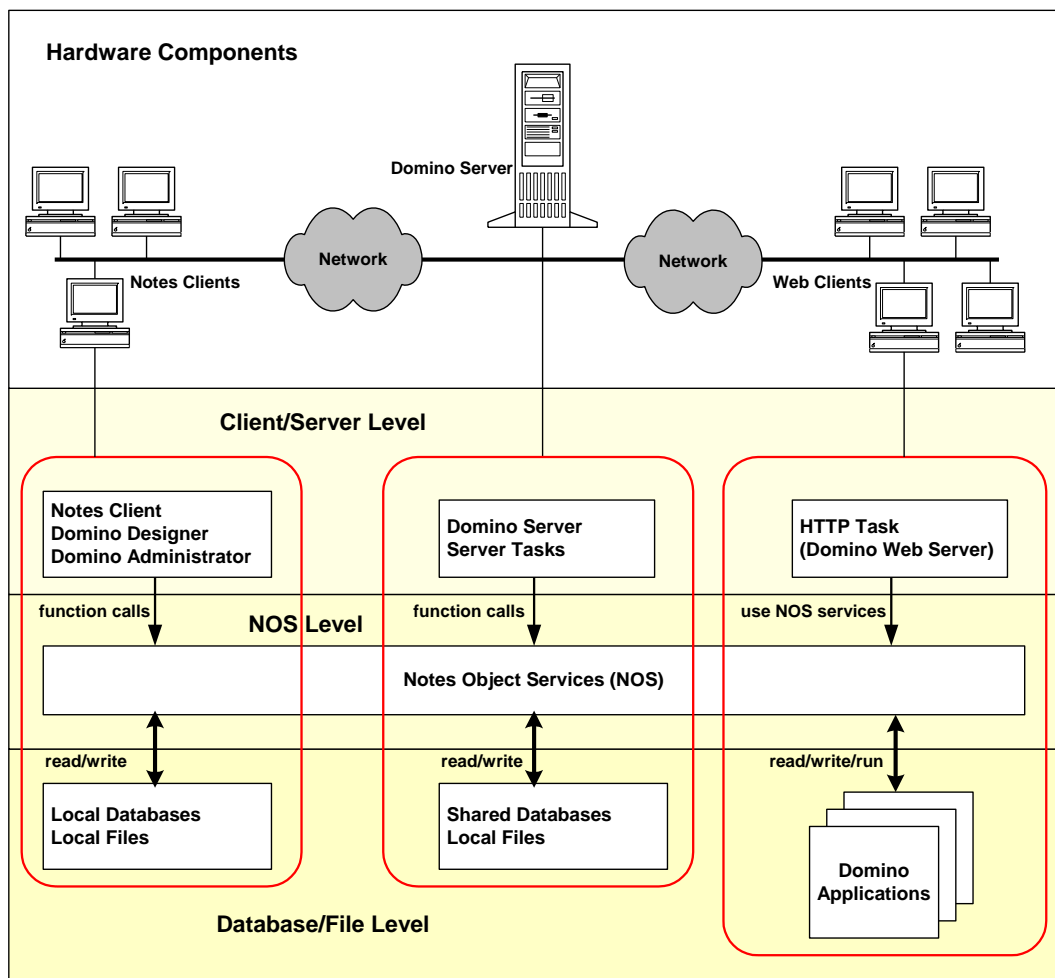 Hardware Components
Domino Server
Network
Network
Notes Clients
Web Clients
Client/Server Level
Notes Client
Domino Designer
Domino Administrator
Domino Server
Server Tasks
HTTP Task
(Domino Web Server)
function calls
function calls
use NOS services
NOS Level
Notes Object Services (NOS)
read/write
read/write
read/write/run
Local Databases
Local Files
Shared Databases
Local Files
Domino
Applications
Database/File Level